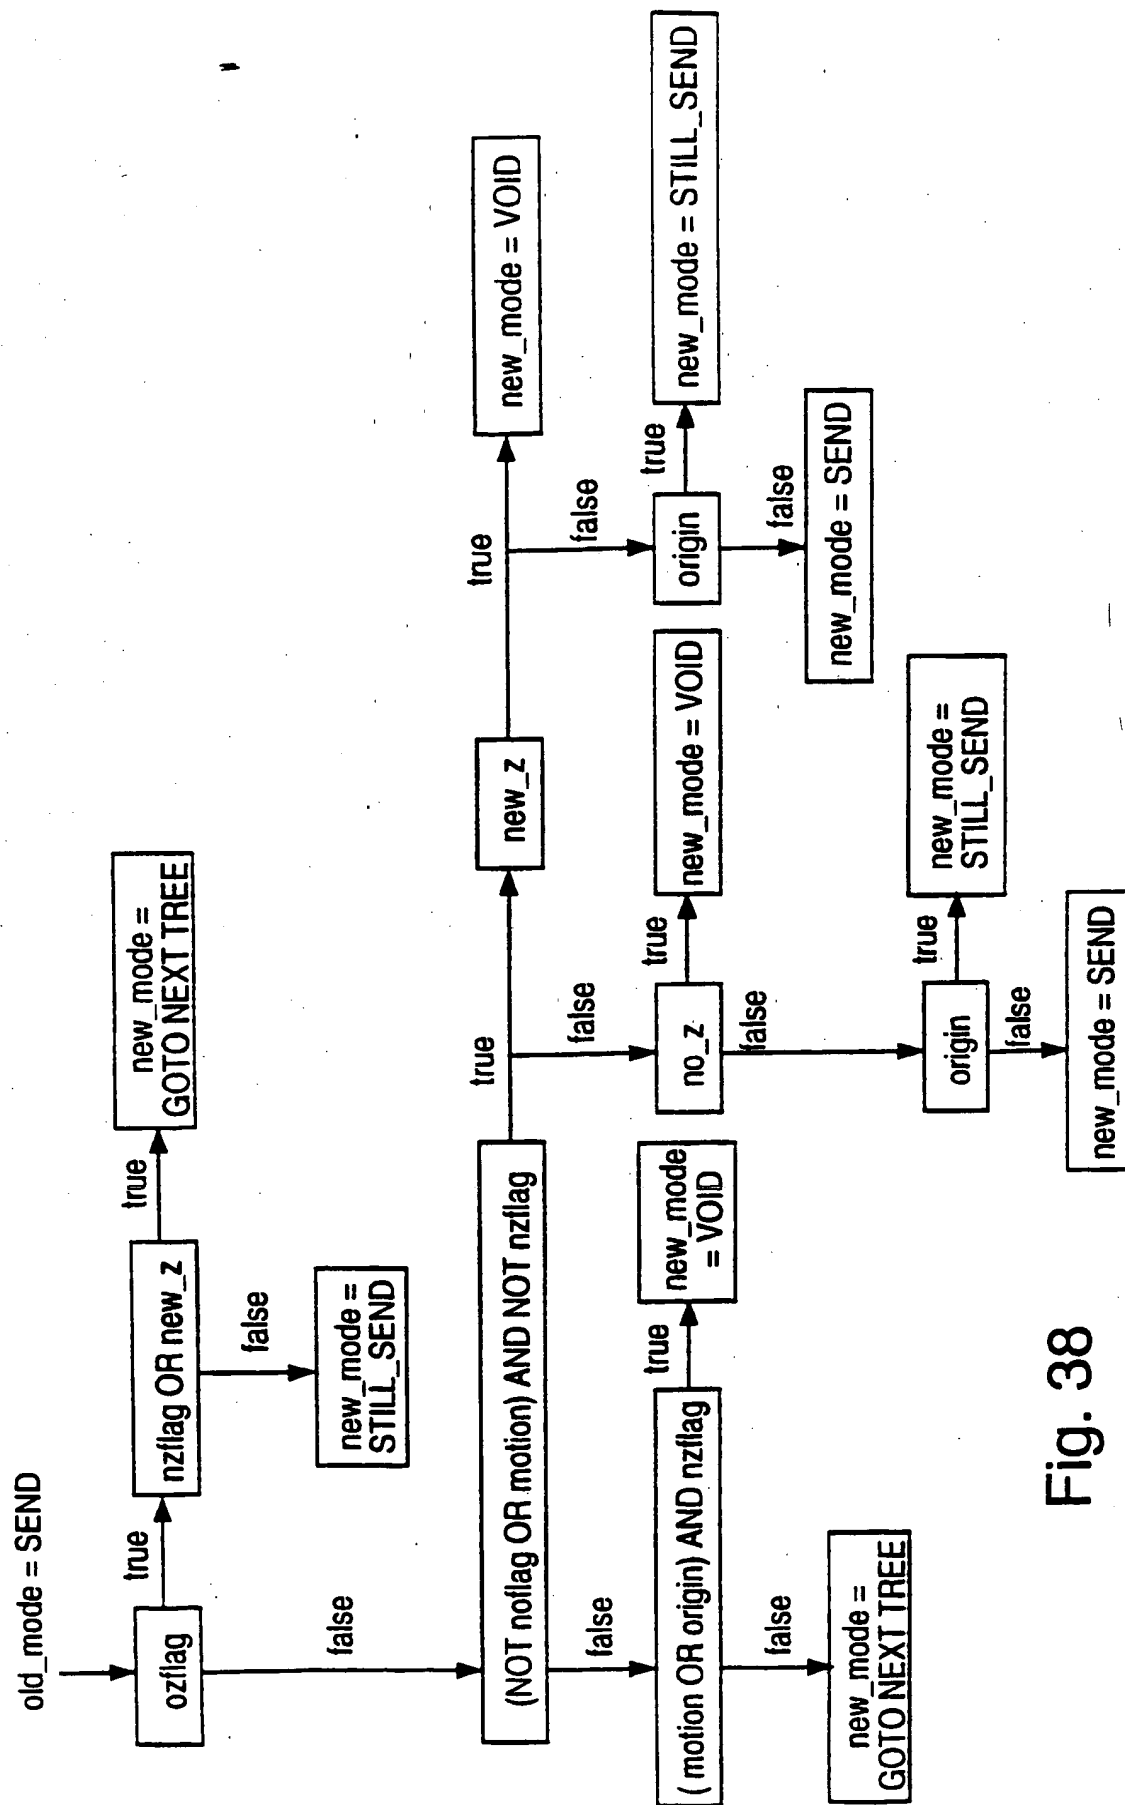 old_mode = SEND
ozflag
true
nzflag OR new_z
true
new_mode =
GOTO NEXT TREE
false
new_mode =
STILL_SEND
false
(NOT noflag OR motion) AND NOT nzflag
true
new_z
true
new_mode = VOID
false
origin
true
new_mode = STILL_SEND
false
new_mode = SEND
false
no_z
true
new_mode = VOID
false
origin
true
new_mode =
STILL_SEND
false
new_mode = SEND
false
( motion OR origin) AND nzflag
true
new_mode
= VOID
false
new_mode =
GOTO NEXT TREE
Fig. 38